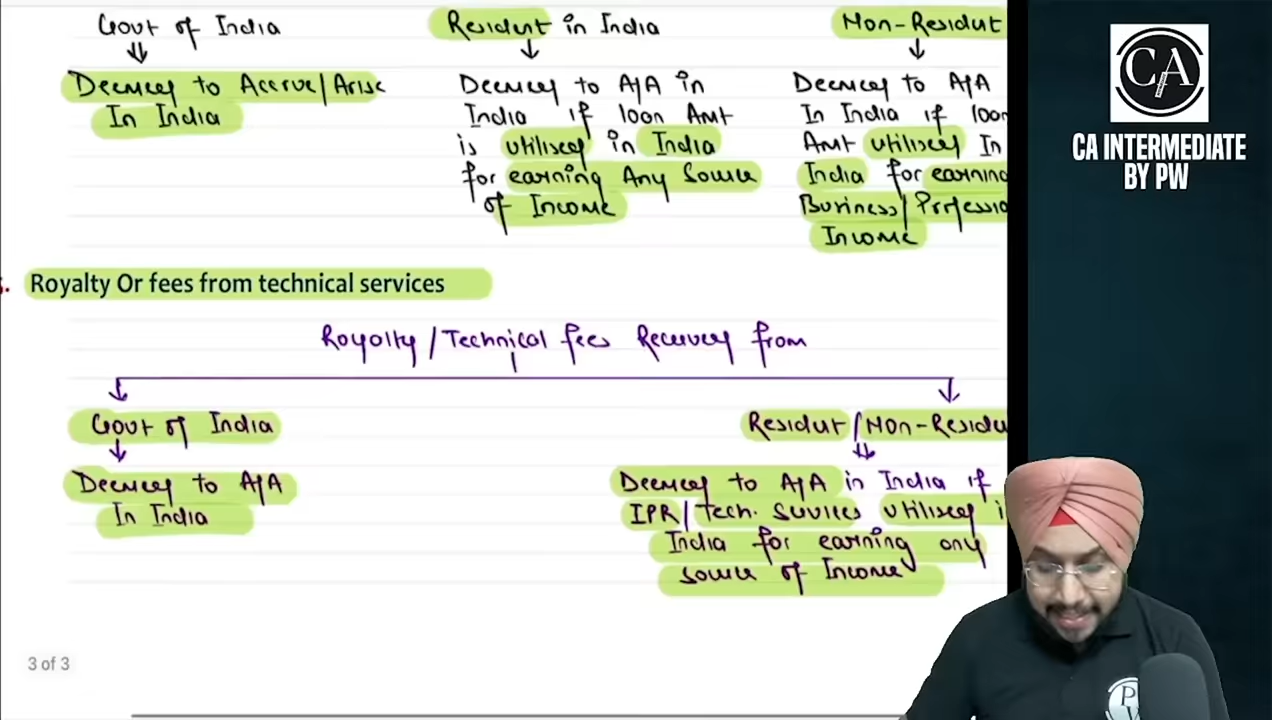 Govt of India
Resident in India
Non-Resident
Deemed to Accrue/Arise
In India
Deemed to A/A in
India if loan Amt
is utilised in India
for earning Any Source
of Income
Deemed to A/A
In India if loan
Amt utilised In
India for earning
Business/Professio
Income
CA
CA INTERMEDIATE
BY PW
Royalty Or fees from technical services
Royalty/Technical fees Received from
Govt of India
Deemed to A/A
In India
Resident/Non-Reside
Deemed to A/A in India if
IPR/Tech. Services utilised i
India for earning any
source of Income
3 of 3